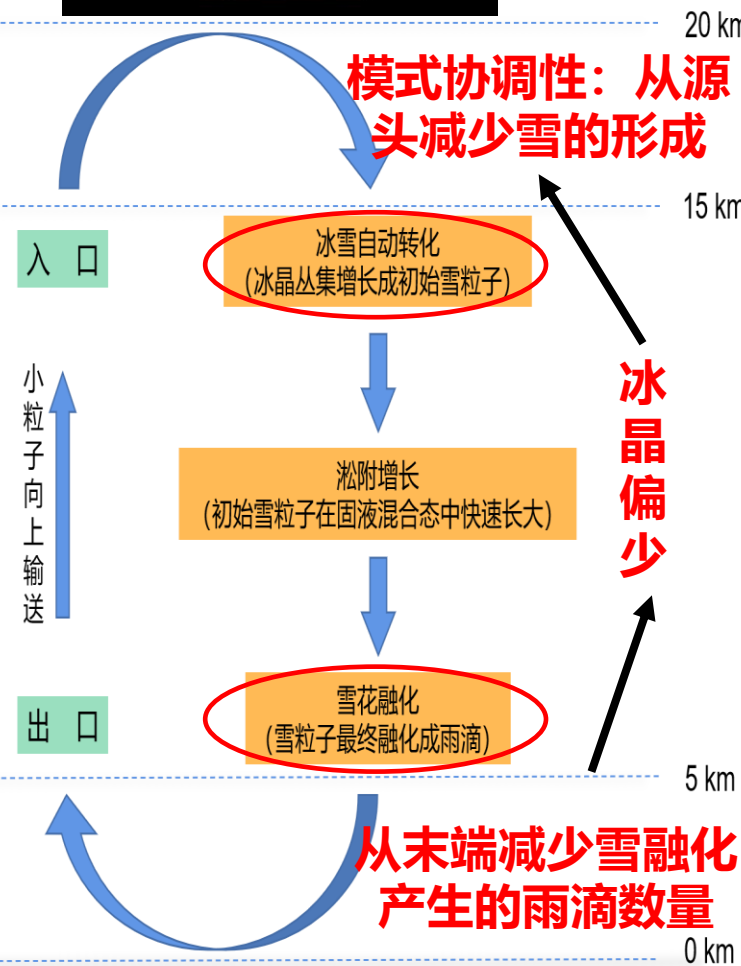 20 km
模式协调性：从源
头减少雪的形成
15 km
入 口
冰雪自动转化
(冰晶丛集增长成初始雪粒子)
小粒子向上输送
冰晶偏少
淞附增长
(初始雪粒子在固液混合态中快速长大)
出 口
雪花融化
(雪粒子最终融化成雨滴)
5 km
从末端减少雪融化
产生的雨滴数量
0 km